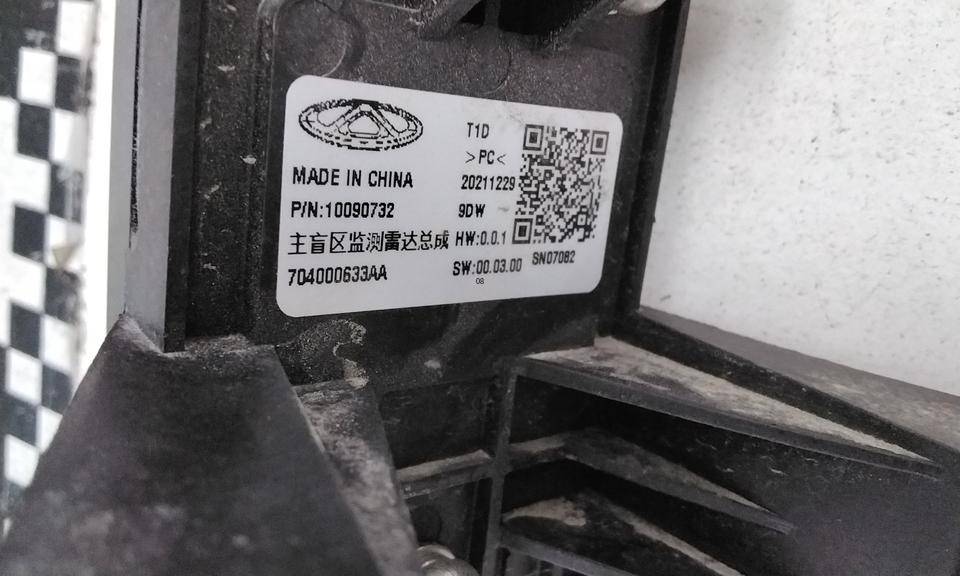 T1D
>PC<
MADE IN CHINA 20211229
P/N:10090732 9DW
主盲区监测雷达总成 HW:0.0.1
704000633AA SW:00.03.00 SN07082
08